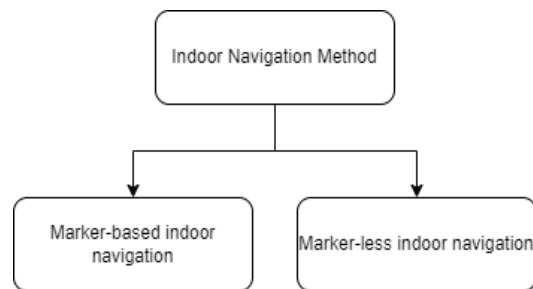 Indoor Navigation Method
Marker-based indoor
navigation
Marker-less indoor navigation